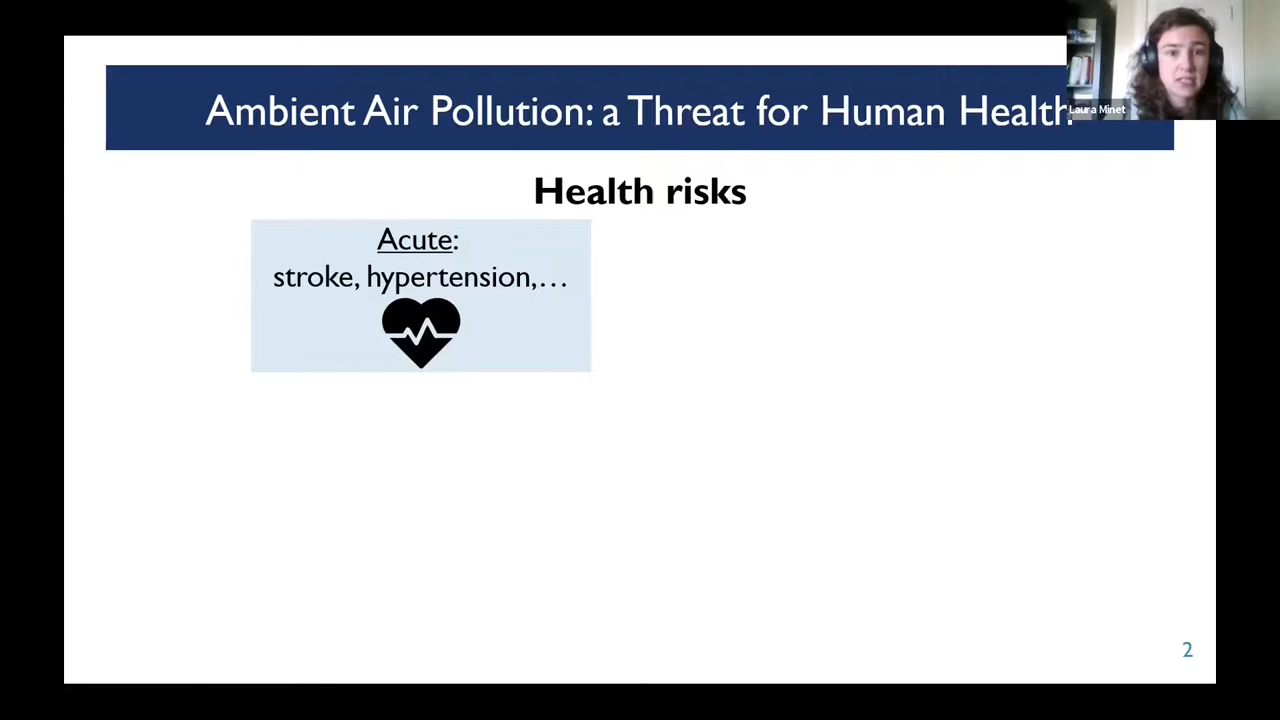 Ambient Air Pollution: a Threat for Human Health
Laura Minet
Health risks
Acute:
stroke, hypertension,…
2